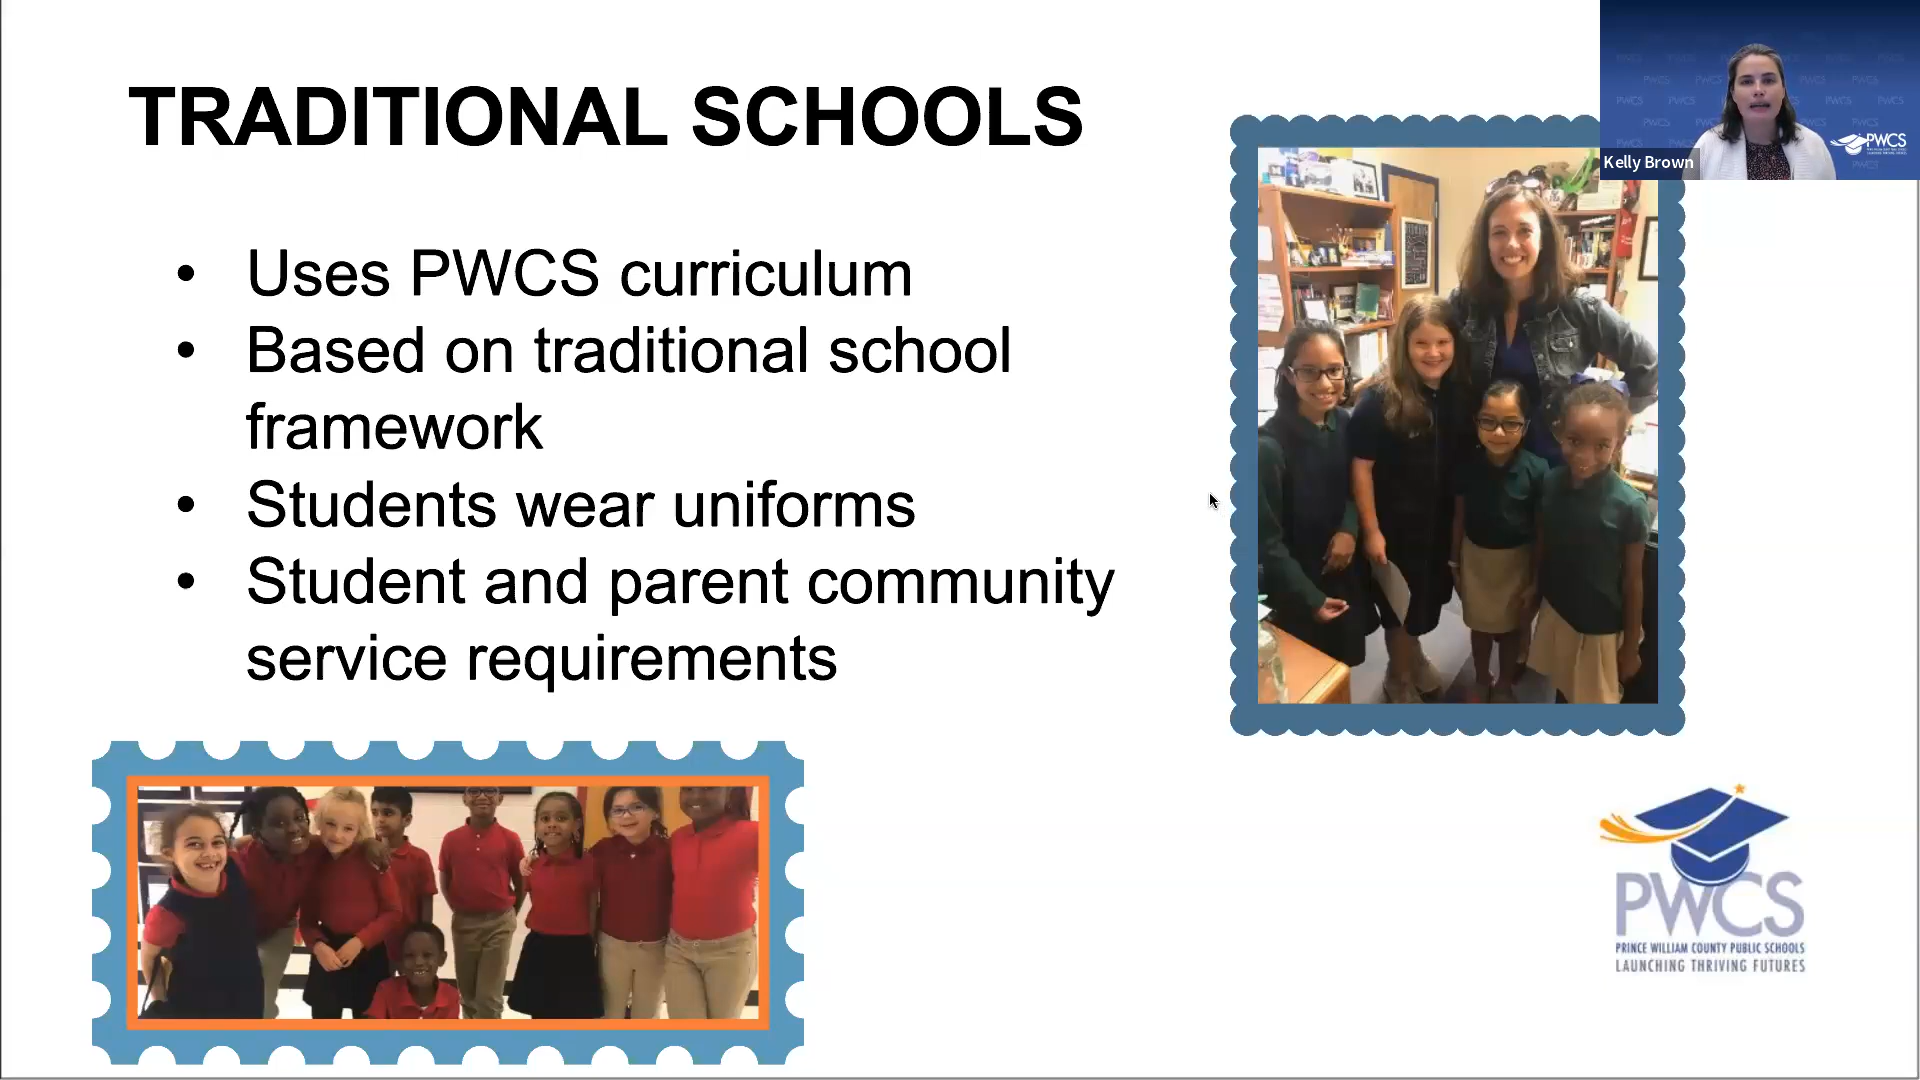 TRADITIONAL SCHOOLS
• Uses PWCS curriculum
• Based on traditional school
framework
• Students wear uniforms
• Student and parent community
service requirements
Kelly Brown
PWCS
PWCS
PRINCE WILLIAM COUNTY PUBLIC SCHOOLS
LAUNCHING THRIVING FUTURES